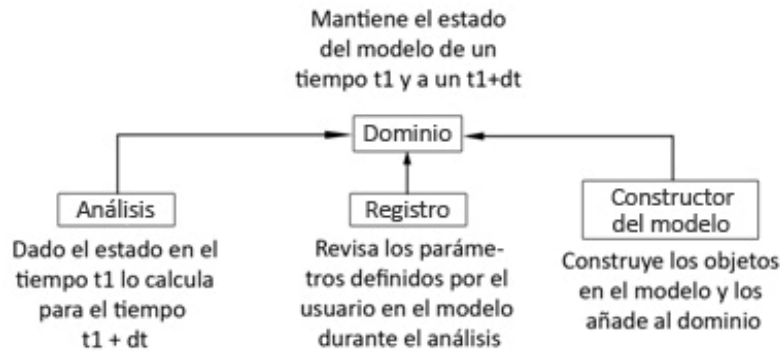 Mantiene el estado
del modelo de un
tiempo t1 y a un t1+dt
Dominio
Análisis
Dado el estado en el
tiempo t1 lo calcula
para el tiempo
t1 + dt
Registro
Revisa los paráme-
tros definidos por el
usuario en el modelo
durante el análisis
Constructor
del modelo
Construye los objetos
en el modelo y los
añade al dominio